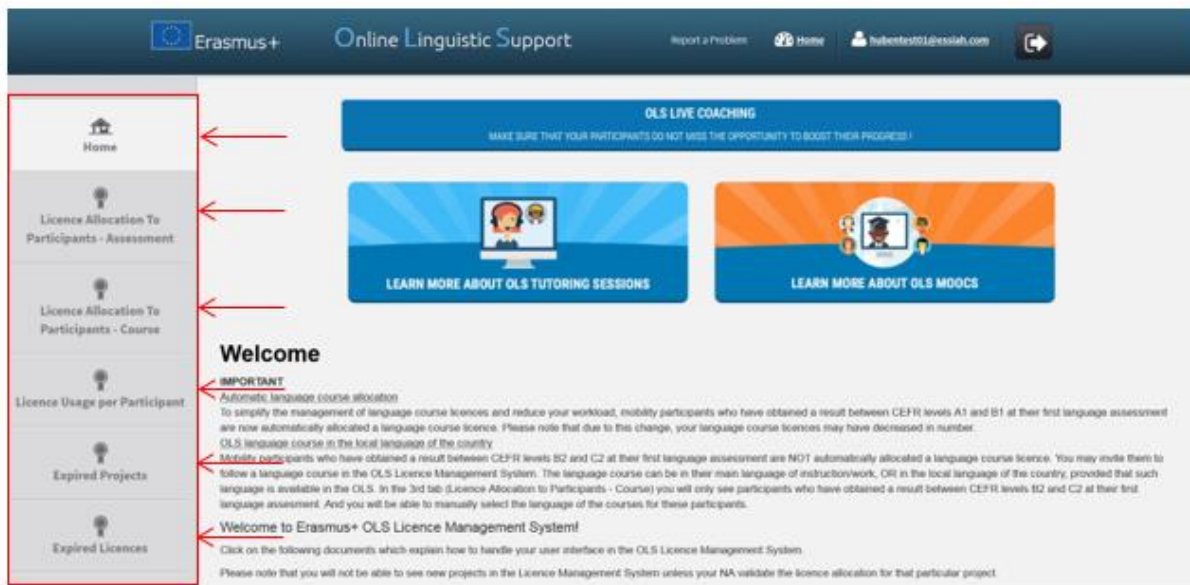 Erasmus+
Online Linguistic Support
Report a Problem
Home
hubentest01@essiah.com
Home
Licence Allocation To
Participants - Assessment
Licence Allocation To
Participants - Course
Licence Usage per Participant
Expired Projects
Expired Licences
OLS LIVE COACHING
MAKE SURE THAT YOUR PARTICIPANTS DO NOT MISS THE OPPORTUNITY TO BOOST THEIR PROGRESS !
LEARN MORE ABOUT OLS TUTORING SESSIONS
LEARN MORE ABOUT OLS MOOCS
Welcome
IMPORTANT
Automatic language course allocation
To simplify the management of language course licences and reduce your workload, mobility participants who have obtained a result between CEFR levels A1 and B1 at their first language assessment
are now automatically allocated a language course licence. Please note that due to this change, your language course licences may have decreased in number.
OLS language course in the local language of the country
Mobility participants who have obtained a result between CEFR levels B2 and C2 at their first language assessment are NOT automatically allocated a language course licence. You may invite them to
follow a language course in the OLS Licence Management System. The language course can be in their main language of instruction/work, OR in the local language of the country, provided that such
language is available in the OLS. In the 3rd tab (Licence Allocation to Participants - Course) you will only see participants who have obtained a result between CEFR levels B2 and C2 at their first
language assesment. And you will be able to manually select the language of the courses for these participants.
Welcome to Erasmus+ OLS Licence Management System!
Click on the following documents which explain how to handle your user interface in the OLS Licence Management System.
Please note that you will not be able to see new projects in the Licence Management System unless your NA validate the licence allocation for that particular project